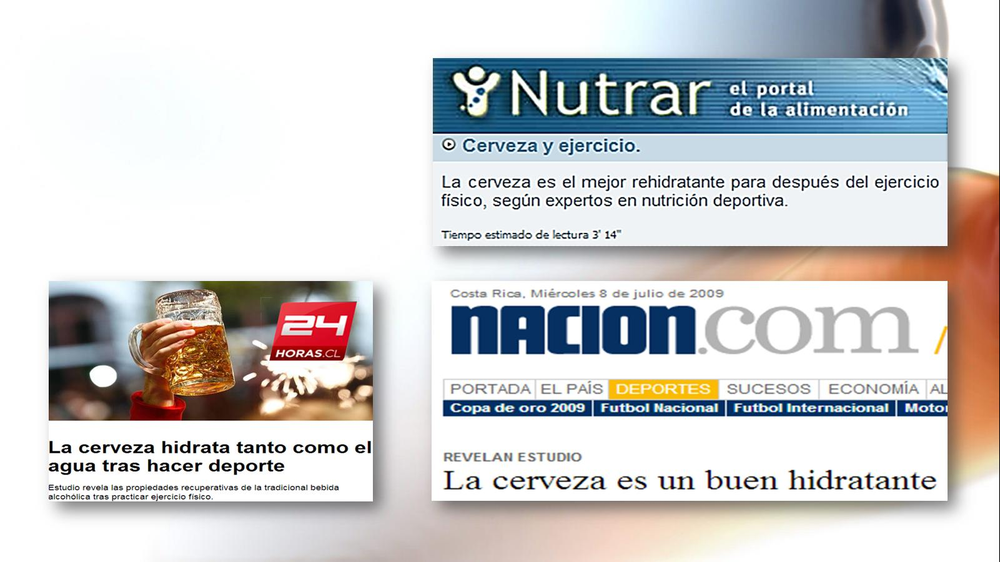 Nutrar el portal
de la alimentación
Cerveza y ejercicio.
La cerveza es el mejor rehidratante para después del ejercicio
físico, según expertos en nutrición deportiva.
Tiempo estimado de lectura 3' 14"
24
HORAS.CL
La cerveza hidrata tanto como el
agua tras hacer deporte
Estudio revela las propiedades recuperativas de la tradicional bebida
alcohólica tras practicar ejercicio físico.
Costa Rica, Miércoles 8 de julio de 2009
nacion.com /
PORTADA EL PAÍS DEPORTES SUCESOS ECONOMÍA AL
Copa de oro 2009 Futbol Nacional Futbol Internacional Motor
REVELAN ESTUDIO
La cerveza es un buen hidratante